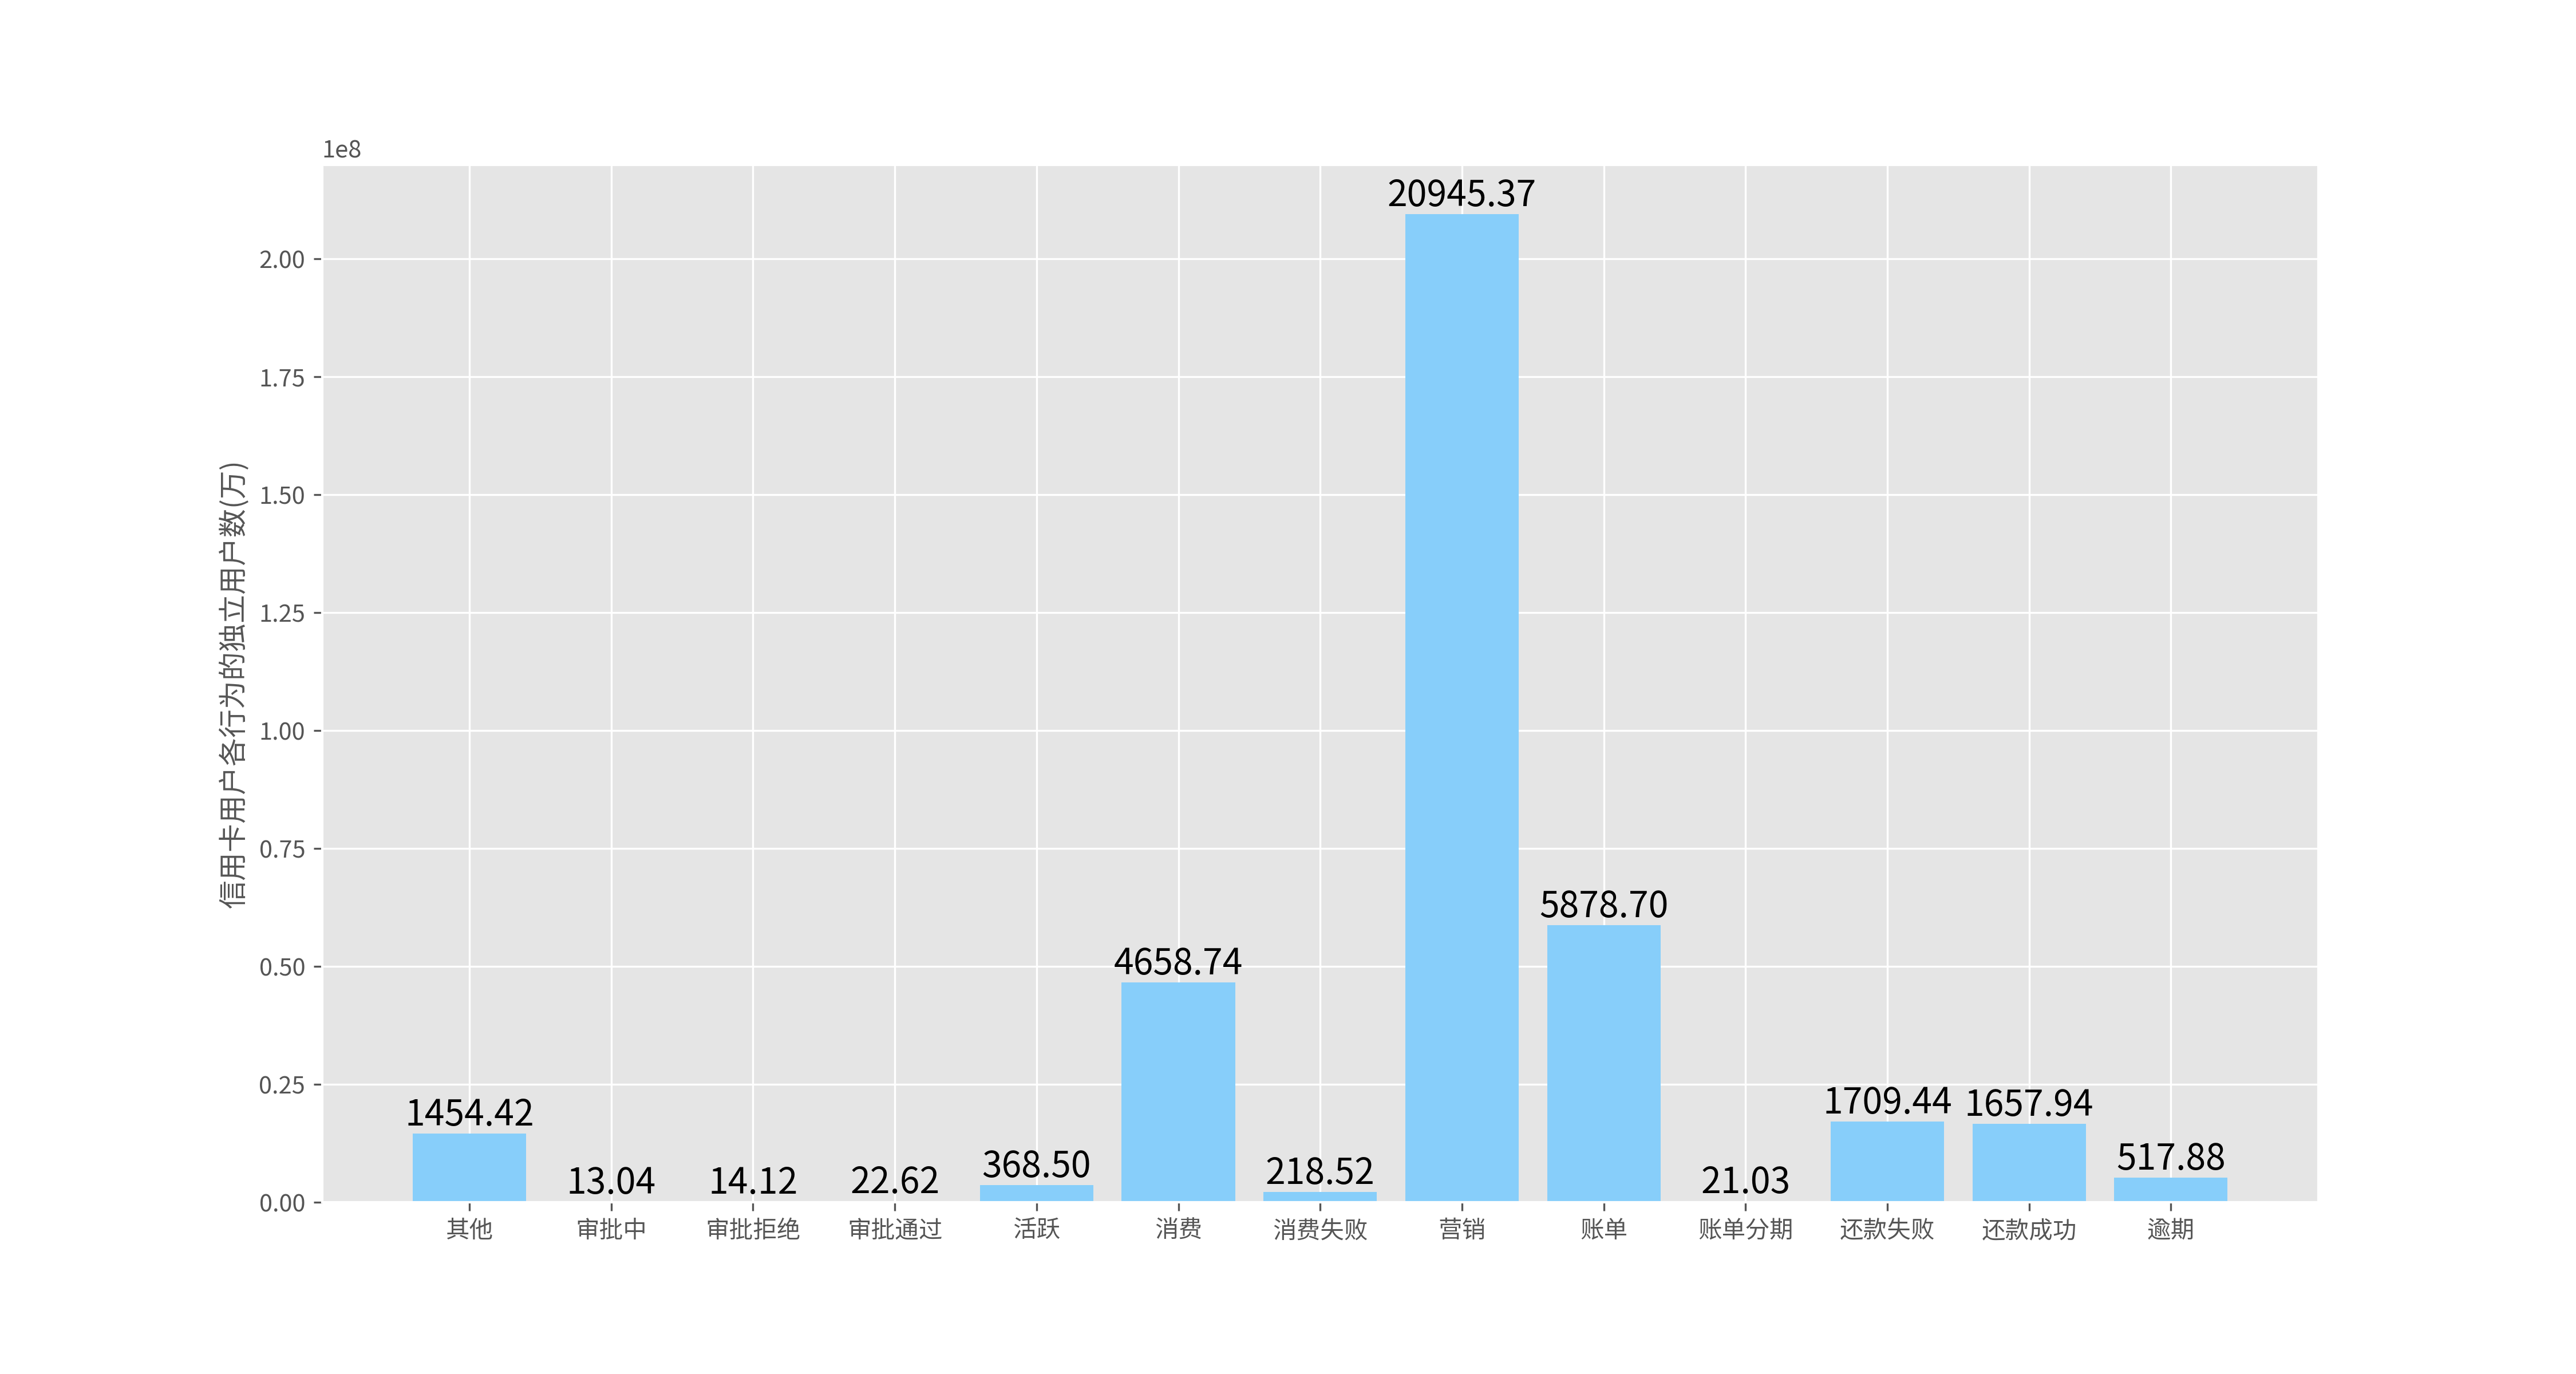 1e8
信用卡用户各行为的独立用户数(万)
2.00
1.75
1.50
1.25
1.00
0.75
0.50
0.25
0.00
1454.42
13.04
14.12
22.62
368.50
4658.74
218.52
20945.37
5878.70
21.03
1709.44
1657.94
517.88
其他
审批中
审批拒绝
审批通过
活跃
消费
消费失败
营销
账单
账单分期
还款失败
还款成功
逾期